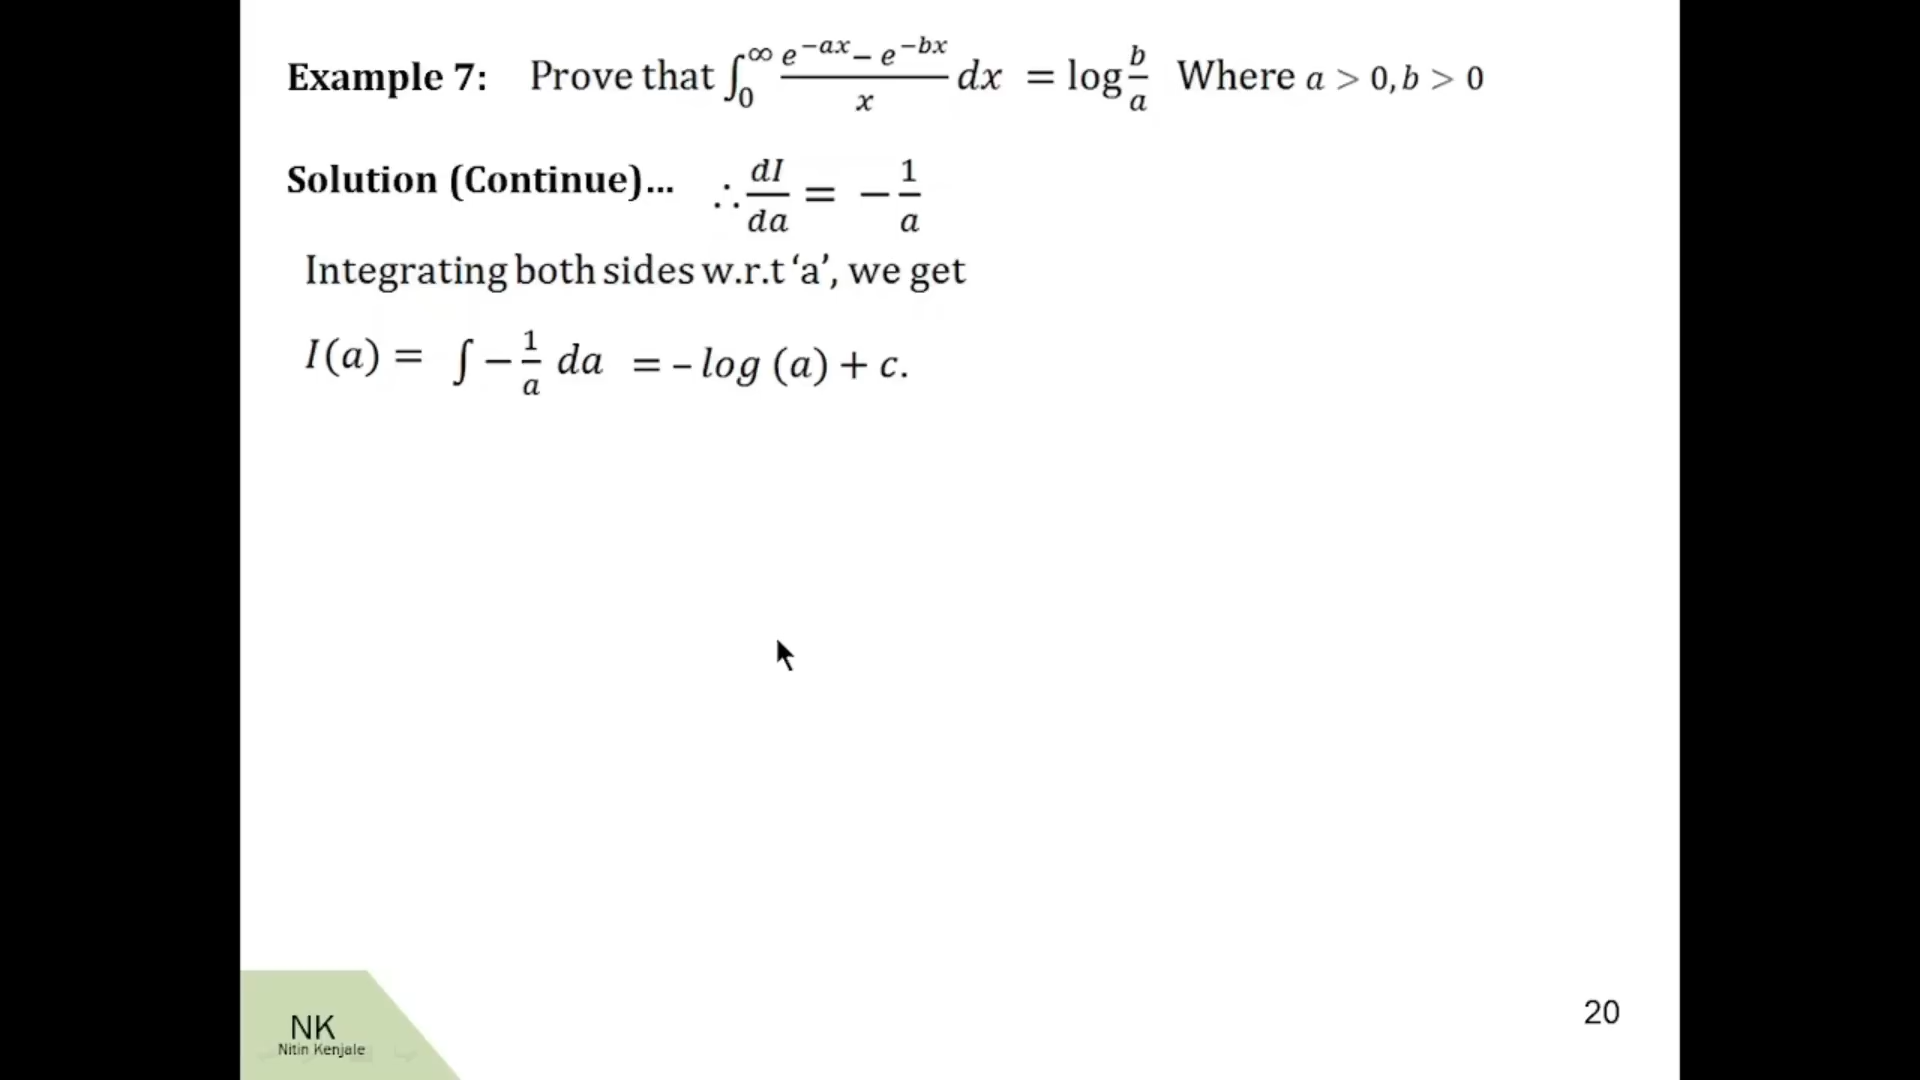 Example 7: Prove that ∫₀^∞ (e^{−ax} − e^{−bx})/x dx = log b/a Where a > 0, b > 0
Solution (Continue)... ∴ dI/da = − 1/a
Integrating both sides w.r.t ‘a’, we get
I(a) = ∫ − 1/a da = – log (a) + c.
NK
Nitin Kenjale
20